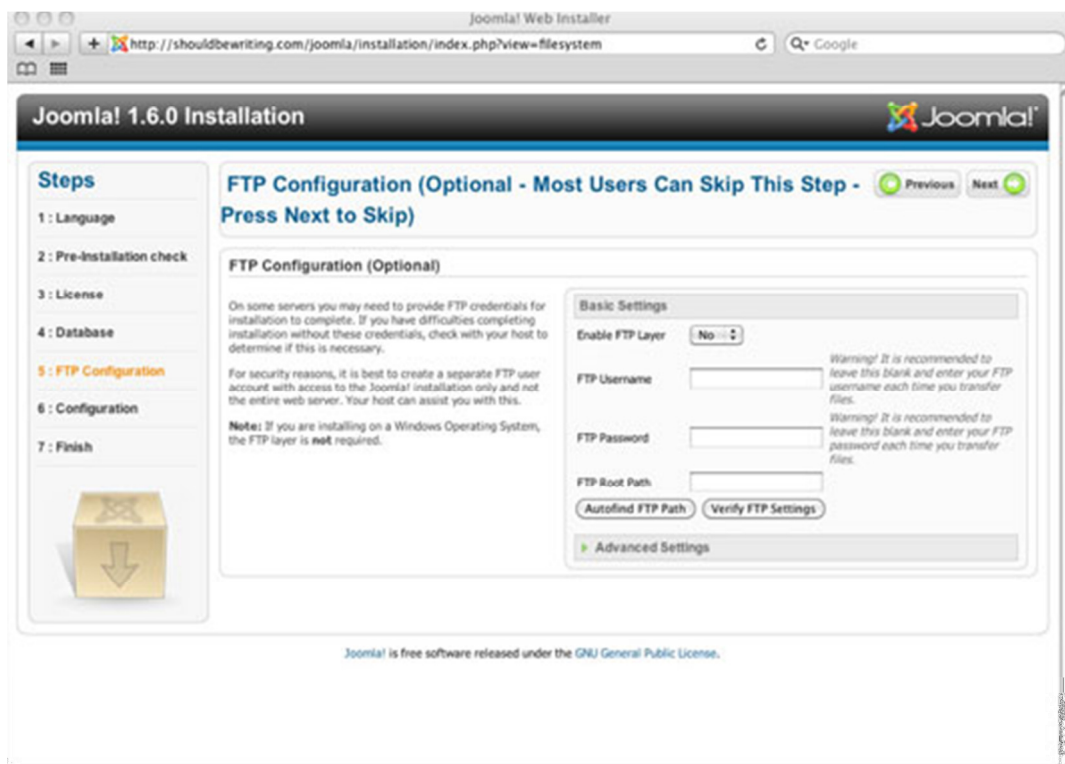 Joomla! Web Installer
http://shouldbewriting.com/joomla/installation/index.php?view=filesystem
Google
Joomla! 1.6.0 Installation
Joomla!
Steps
1 : Language
2 : Pre-Installation check
3 : License
4 : Database
5 : FTP Configuration
6 : Configuration
7 : Finish
FTP Configuration (Optional - Most Users Can Skip This Step -
Press Next to Skip)
Previous
Next
FTP Configuration (Optional)
On some servers you may need to provide FTP credentials for
installation to complete. If you have difficulties completing
installation without these credentials, check with your host to
determine if this is necessary.
For security reasons, it is best to create a separate FTP user
account with access to the Joomla! installation only and not
the entire web server. Your host can assist you with this.
Note: If you are installing on a Windows Operating System,
the FTP layer is not required.
Basic Settings
Enable FTP Layer
No
FTP Username
Warning! It is recommended to
leave this blank and enter your FTP
username each time you transfer
files.
FTP Password
Warning! It is recommended to
leave this blank and enter your FTP
password each time you transfer
files.
FTP Root Path
Autofind FTP Path
Verify FTP Settings
Advanced Settings
Joomla! is free software released under the GNU General Public License.